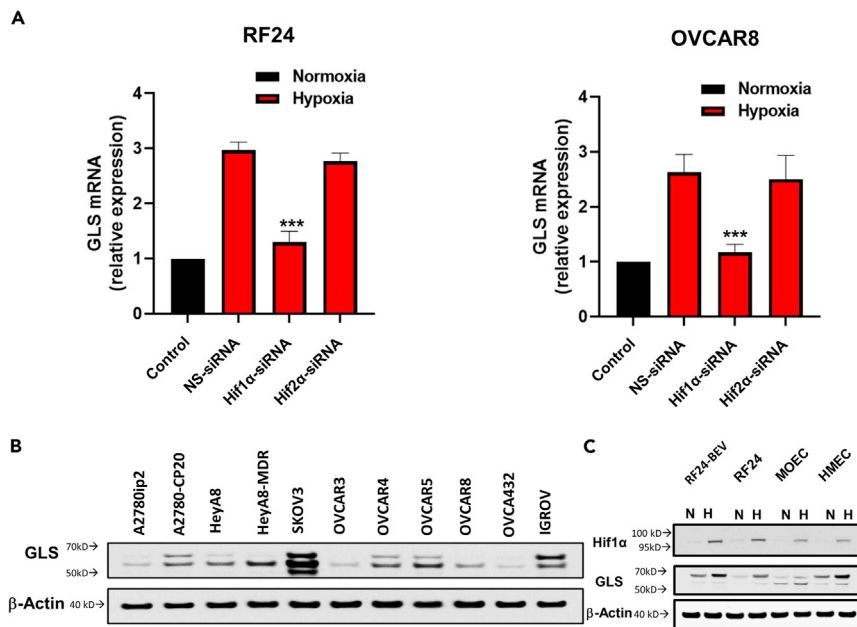 A
RF24
Normoxia
Hypoxia
GLS mRNA
(relative expression)
4
3
2
1
0
***
Control
NS-siRNA
Hif1α-siRNA
Hif2α-siRNA
OVCAR8
Normoxia
Hypoxia
GLS mRNA
(relative expression)
4
3
2
1
0
***
Control
NS-siRNA
Hif1α-siRNA
Hif2α-siRNA
B
A2780ip2
A2780-CP20
HeyA8
HeyA8-MDR
SKOV3
OVCAR3
OVCAR4
OVCAR5
OVCAR8
OVCA432
IGROV
GLS
70kD→
50kD→
β-Actin
40 kD→
C
RF24-BEV RF24 MOEC HMEC
N H N H N H N H
Hif1α
100 kD→
95kD→
GLS
70kD→
50kD→
β-Actin
40 kD→